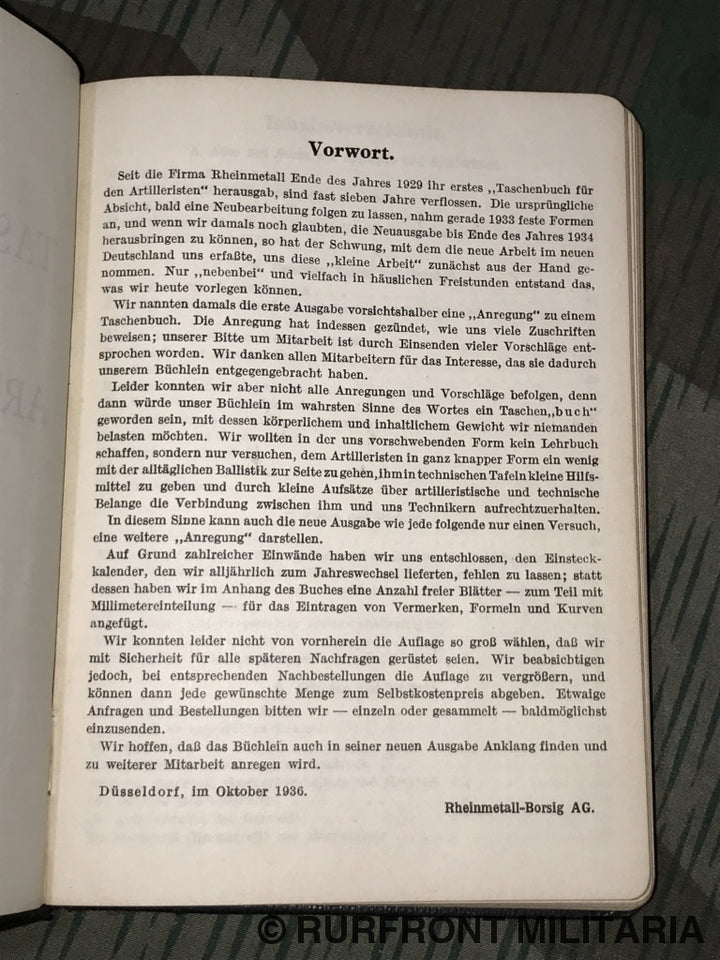 Vorwort.
Seit die Firma Rheinmetall Ende des Jahres 1929 ihr erstes „Taschenbuch für
den Artilleristen“ herausgab, sind fast sieben Jahre verflossen. Die ursprüngliche
Absicht, bald eine Neubearbeitung folgen zu lassen, nahm gerade 1933 feste Formen
an, und wenn wir damals noch glaubten, die Neuausgabe bis Ende des Jahres 1934
herausbringen zu können, so hat der Schwung, mit dem die neue Arbeit im neuen
Deutschland uns erfaßte, uns diese „kleine Arbeit“ zunächst aus der Hand ge-
nommen. Nur „nebenbei“ und vielfach in häuslichen Freistunden entstand das,
was wir heute vorlegen können.
Wir nannten damals die erste Ausgabe vorsichtshalber eine „Anregung“ zu einem
Taschenbuch. Die Anregung hat indessen gezündet, wie uns viele Zuschriften
beweisen; unserer Bitte um Mitarbeit ist durch Einsenden vieler Vorschläge ent-
sprochen worden. Wir danken allen Mitarbeitern für das Interesse, das sie dadurch
unserem Büchlein entgegengebracht haben.
Leider konnten wir aber nicht alle Anregungen und Vorschläge befolgen, denn
dann würde unser Büchlein im wahrsten Sinne des Wortes ein Taschen„buch“
geworden sein, mit dessen körperlichem und inhaltlichem Gewicht wir niemanden
belasten möchten. Wir wollten in der uns vorschwebenden Form kein Lehrbuch
schaffen, sondern nur versuchen, dem Artilleristen in ganz knapper Form ein wenig
mit der alltäglichen Ballistik zur Seite zu gehen, ihm in technischen Tafeln kleine Hilfs-
mittel zu geben und durch kleine Aufsätze über artilleristische und technische
Belange die Verbindung zwischen ihm und uns Technikern aufrechtzuerhalten.
In diesem Sinne kann auch die neue Ausgabe wie jede folgende nur einen Versuch,
eine weitere „Anregung“ darstellen.
Auf Grund zahlreicher Einwände haben wir uns entschlossen, den Einsteck-
kalender, den wir alljährlich zum Jahreswechsel lieferten, fehlen zu lassen; statt
dessen haben wir im Anhang des Buches eine Anzahl freier Blätter — zum Teil mit
Millimetereinteilung — für das Eintragen von Vermerken, Formeln und Kurven
angefügt.
Wir konnten leider nicht von vornherein die Auflage so groß wählen, daß wir
mit Sicherheit für alle späteren Nachfragen gerüstet seien. Wir beabsichtigen
jedoch, bei entsprechenden Nachbestellungen die Auflage zu vergrößern, und
können dann jede gewünschte Menge zum Selbstkostenpreis abgeben. Etwaige
Anfragen und Bestellungen bitten wir — einzeln oder gesammelt — baldmöglichst
einzusenden.
Wir hoffen, daß das Büchlein auch in seiner neuen Ausgabe Anklang finden und
zu weiterer Mitarbeit anregen wird.
Düsseldorf, im Oktober 1936.
Rheinmetall-Borsig AG.
© RURFRONT MILITARIA